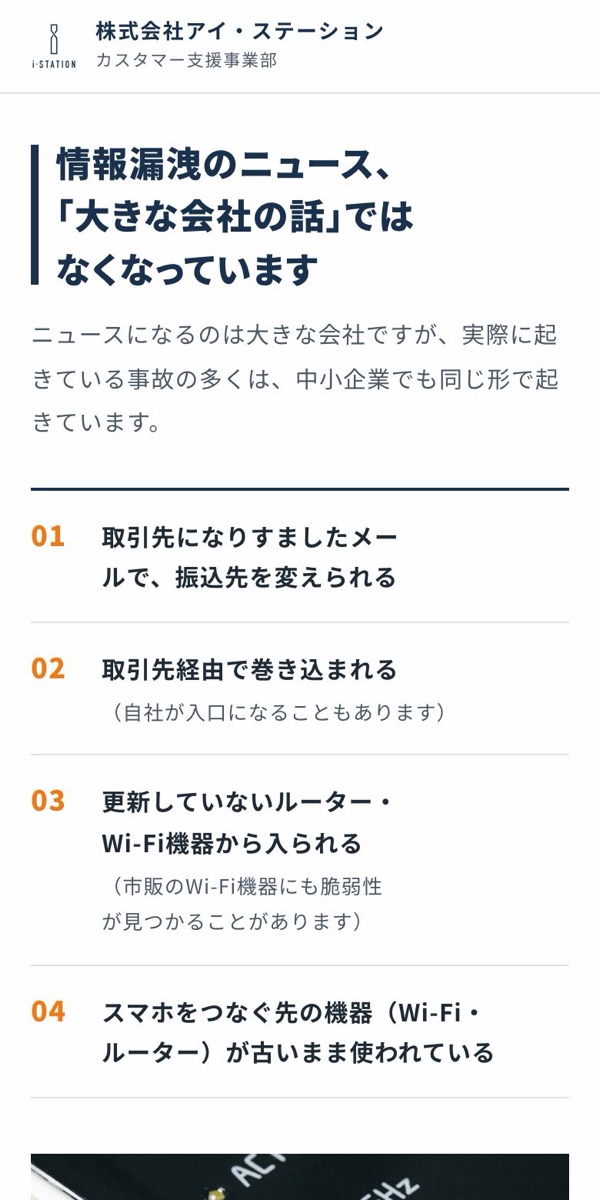 株式会社アイ・ステーション
i-STATION
カスタマー支援事業部
情報漏洩のニュース、
「大きな会社の話」では
なくなっています
ニュースになるのは大きな会社ですが、実際に起
きている事故の多くは、中小企業でも同じ形で起
きています。
01 取引先になりすましたメー
ルで、振込先を変えられる
02 取引先経由で巻き込まれる
（自社が入口になることもあります）
03 更新していないルーター・
Wi-Fi機器から入られる
（市販のWi-Fi機器にも脆弱性
が見つかることがあります）
04 スマホをつなぐ先の機器（Wi-Fi・
ルーター）が古いまま使われている